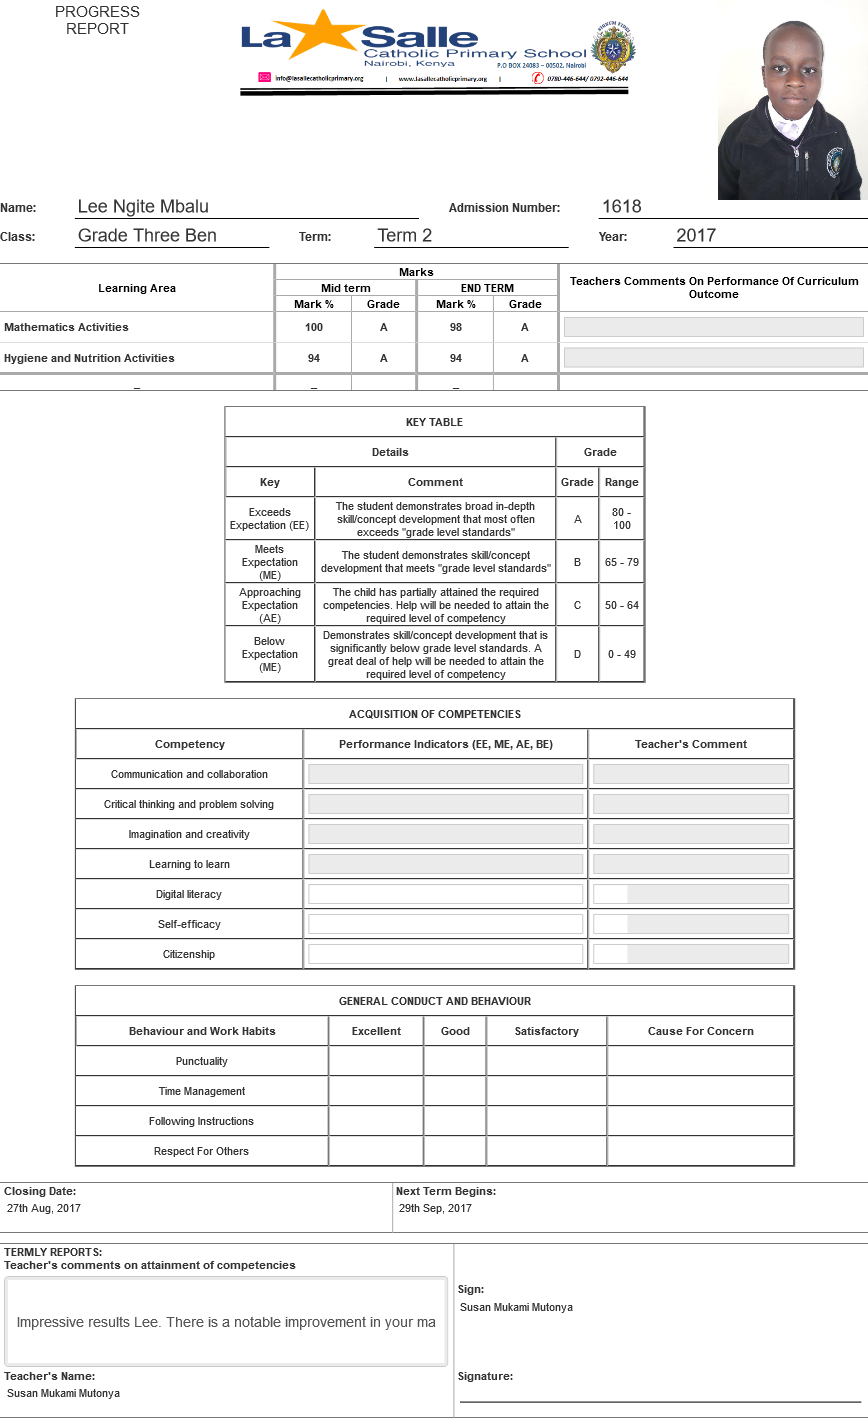 PROGRESS
REPORT
La Salle
Catholic Primary School
Nairobi, Kenya
P.O BOX 24083 – 00502, Nairobi
info@lasallecatholicprimary.org | www.lasallecatholicprimary.org | 0780-446-644/ 0792-446-644
Name: Lee Ngite Mbalu Admission Number: 1618
Class: Grade Three Ben Term: Term 2 Year: 2017
Learning Area Marks Teachers Comments On Performance Of Curriculum Outcome
Mid term END TERM
Mark % Grade Mark % Grade
Mathematics Activities 100 A 98 A
Hygiene and Nutrition Activities 94 A 94 A
_ _ _
KEY TABLE
Details Grade
Key Comment Grade Range
Exceeds Expectation (EE) The student demonstrates broad in-depth skill/concept development that most often exceeds "grade level standards" A 80 - 100
Meets Expectation (ME) The student demonstrates skill/concept development that meets "grade level standards" B 65 - 79
Approaching Expectation (AE) The child has partially attained the required competencies. Help will be needed to attain the required level of competency C 50 - 64
Below Expectation (ME) Demonstrates skill/concept development that is significantly below grade level standards. A great deal of help will be needed to attain the required level of competency D 0 - 49
ACQUISITION OF COMPETENCIES
Competency Performance Indicators (EE, ME, AE, BE) Teacher's Comment
Communication and collaboration
Critical thinking and problem solving
Imagination and creativity
Learning to learn
Digital literacy
Self-efficacy
Citizenship
GENERAL CONDUCT AND BEHAVIOUR
Behaviour and Work Habits Excellent Good Satisfactory Cause For Concern
Punctuality
Time Management
Following Instructions
Respect For Others
Closing Date: Next Term Begins:
27th Aug, 2017 29th Sep, 2017
TERMLY REPORTS:
Teacher's comments on attainment of competencies
Sign:
Susan Mukami Mutonya
Impressive results Lee. There is a notable improvement in your ma
Teacher's Name: Signature:
Susan Mukami Mutonya